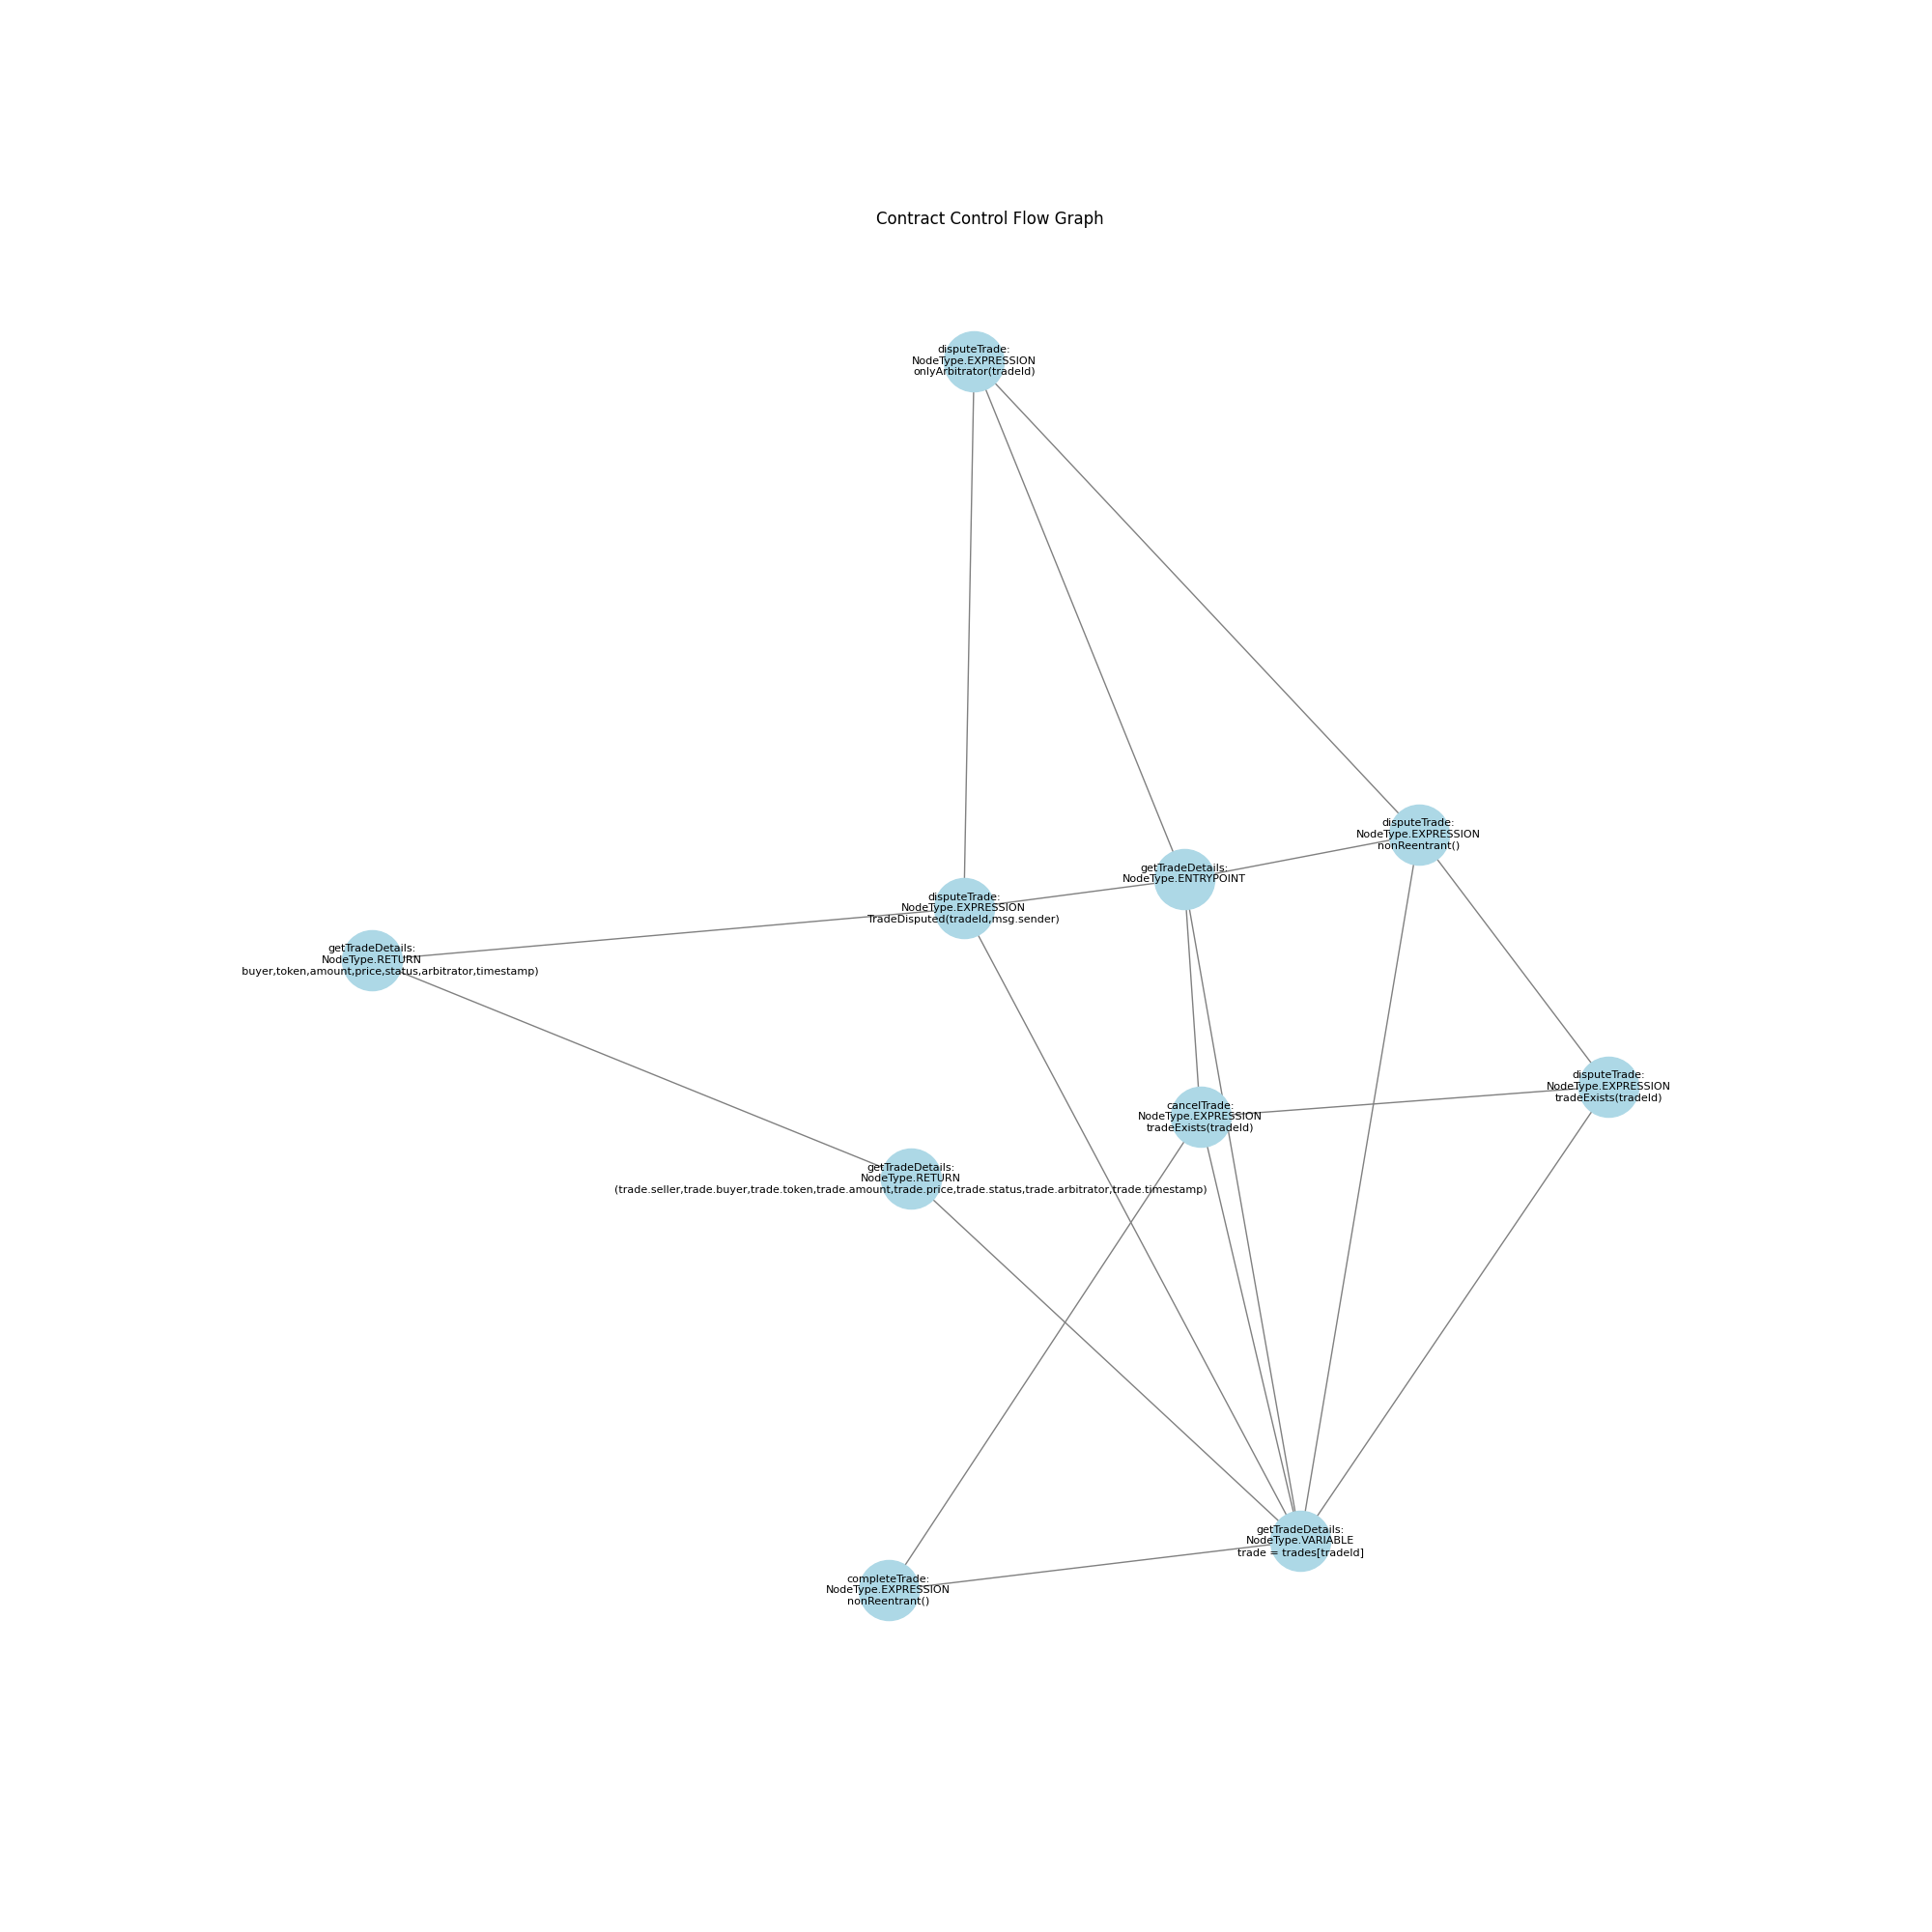 Contract Control Flow Graph
disputeTrade:
NodeType.EXPRESSION
onlyArbitrator(tradeId)
disputeTrade:
NodeType.EXPRESSION
nonReentrant()
getTradeDetails:
NodeType.ENTRYPOINT
disputeTrade:
NodeType.EXPRESSION
TradeDisputed(tradeId,msg.sender)
getTradeDetails:
NodeType.RETURN
buyer,token,amount,price,status,arbitrator,timestamp)
disputeTrade:
NodeType.EXPRESSION
tradeExists(tradeId)
cancelTrade:
NodeType.EXPRESSION
tradeExists(tradeId)
getTradeDetails:
NodeType.RETURN
(trade.seller,trade.buyer,trade.token,trade.amount,trade.price,trade.status,trade.arbitrator,trade.timestamp)
getTradeDetails:
NodeType.VARIABLE
trade = trades[tradeId]
completeTrade:
NodeType.EXPRESSION
nonReentrant()